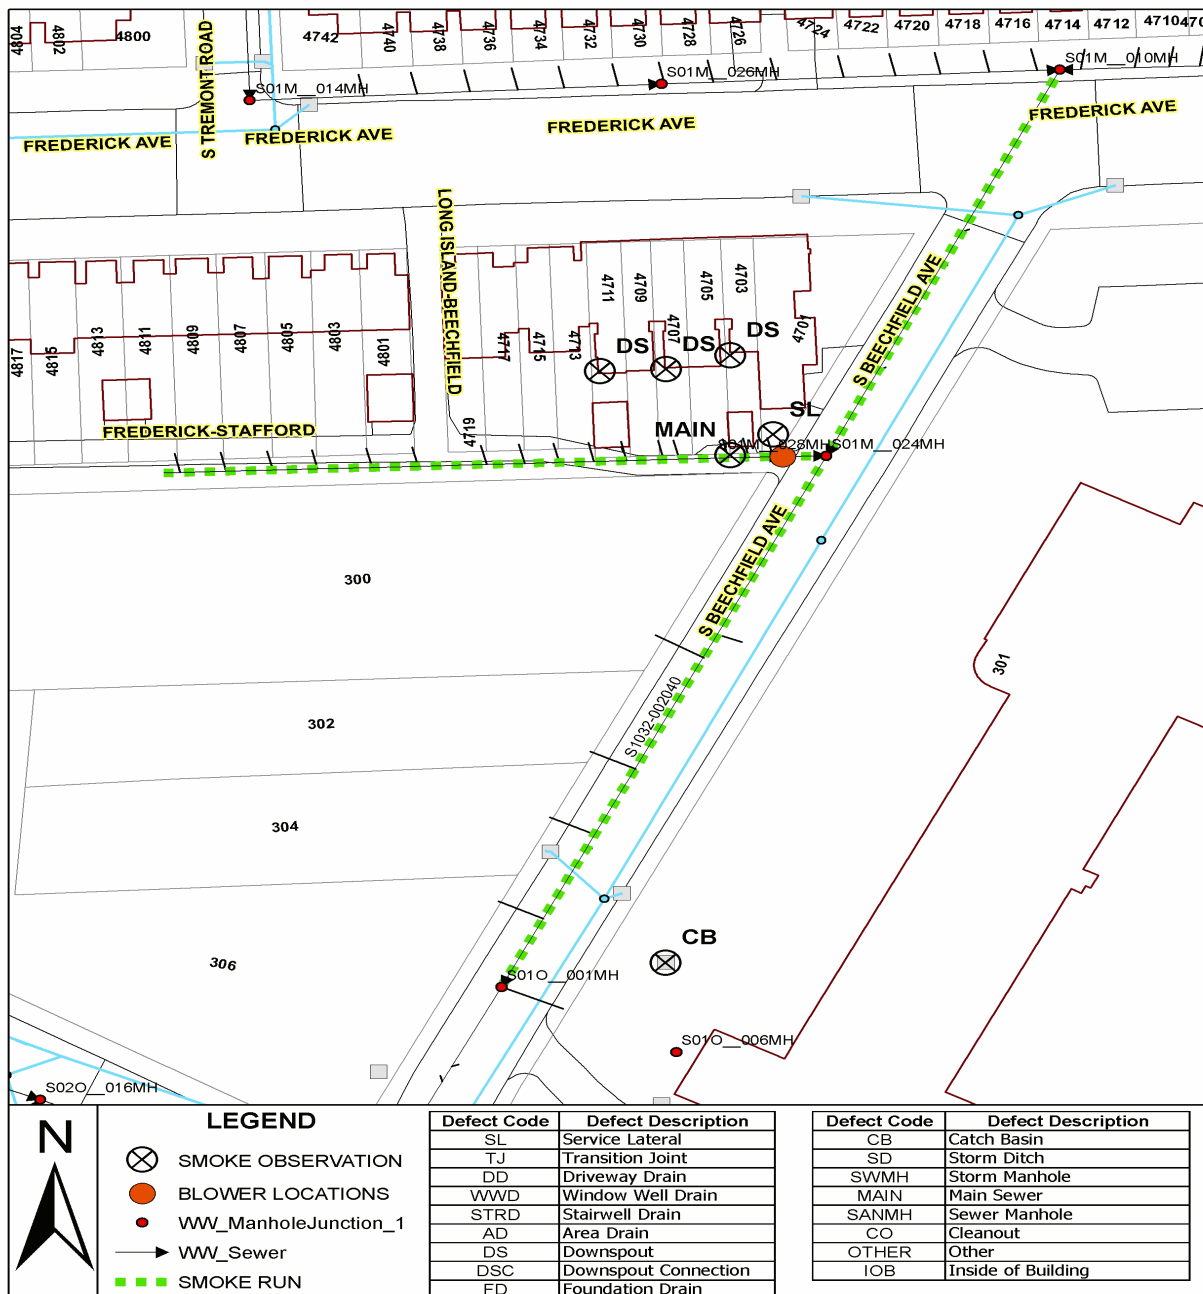 4804
4802
4800
S TREMONT ROAD
4742
4740
4738
4736
4734
4732
4730
4728
4726
4724
4722
4720
4718
4716
4714
4712
4710
S01M__014MH
S01M__026MH
S01M__010MH
FREDERICK AVE
FREDERICK AVE
FREDERICK AVE
FREDERICK AVE
LONG ISLAND-BEECHFIELD
S BEECHFIELD AVE
4817
4815
4813
4811
4809
4807
4805
4803
4801
4717
4715
4713
4711
4709
4707
4705
4703
4701
DS
DS
DS
SL
MAIN
4719
FREDERICK-STAFFORD
S01M__028MH
S01M__024MH
S BEECHFIELD AVE
300
301
S1032-002040
302
304
306
CB
S01O__001MH
S01O__006MH
S02O__016MH
N
LEGEND
SMOKE OBSERVATION
BLOWER LOCATIONS
WW_ManholeJunction_1
WW_Sewer
SMOKE RUN
Defect Code Defect Description
SL Service Lateral
TJ Transition Joint
DD Driveway Drain
WWD Window Well Drain
STRD Stairwell Drain
AD Area Drain
DS Downspout
DSC Downspout Connection
FD Foundation Drain
Defect Code Defect Description
CB Catch Basin
SD Storm Ditch
SWMH Storm Manhole
MAIN Main Sewer
SANMH Sewer Manhole
CO Cleanout
OTHER Other
IOB Inside of Building